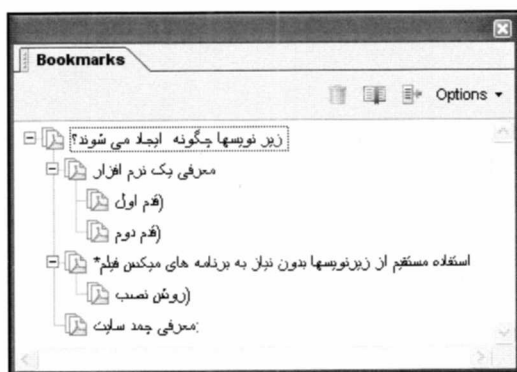 Bookmarks
Options
زیر نویسها چگونه ایجاد می شوند؟
معرفی یک نرم افزار
(قدم اول
(قدم دوم
استفاده مستقیم از زیرنویسها بدون نیاز به برنامه های میکس فیلم*
(روش نصب
معرفی چمد سایت: